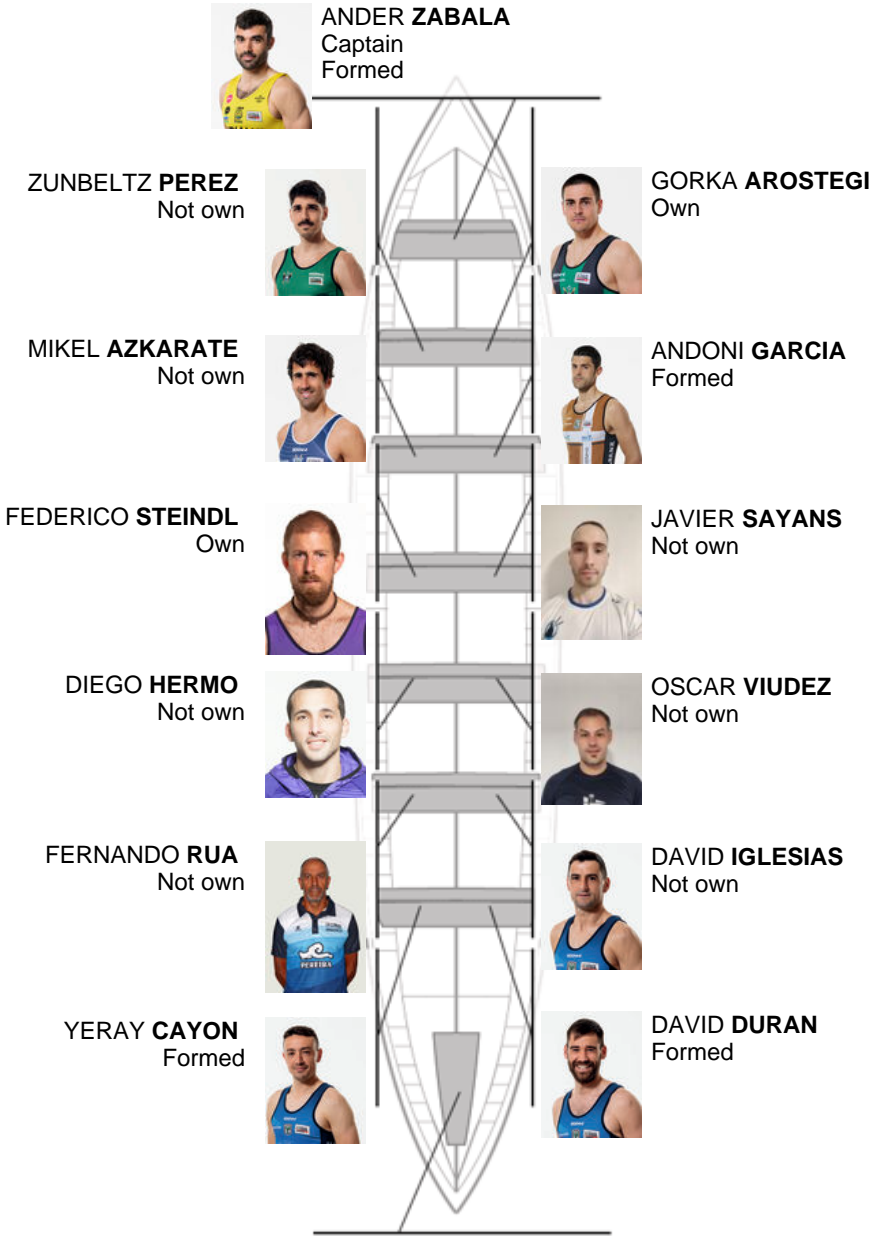 ANDER ZABALA
Captain
Formed
ZUNBELTZ PEREZ
Not own
GORKA AROSTEGI
Own
MIKEL AZKARATE
Not own
ANDONI GARCIA
Formed
FEDERICO STEINDL
Own
JAVIER SAYANS
Not own
DIEGO HERMO
Not own
OSCAR VIUDEZ
Not own
FERNANDO RUA
Not own
PEREIRA
DAVID IGLESIAS
Not own
YERAY CAYON
Formed
DAVID DURAN
Formed